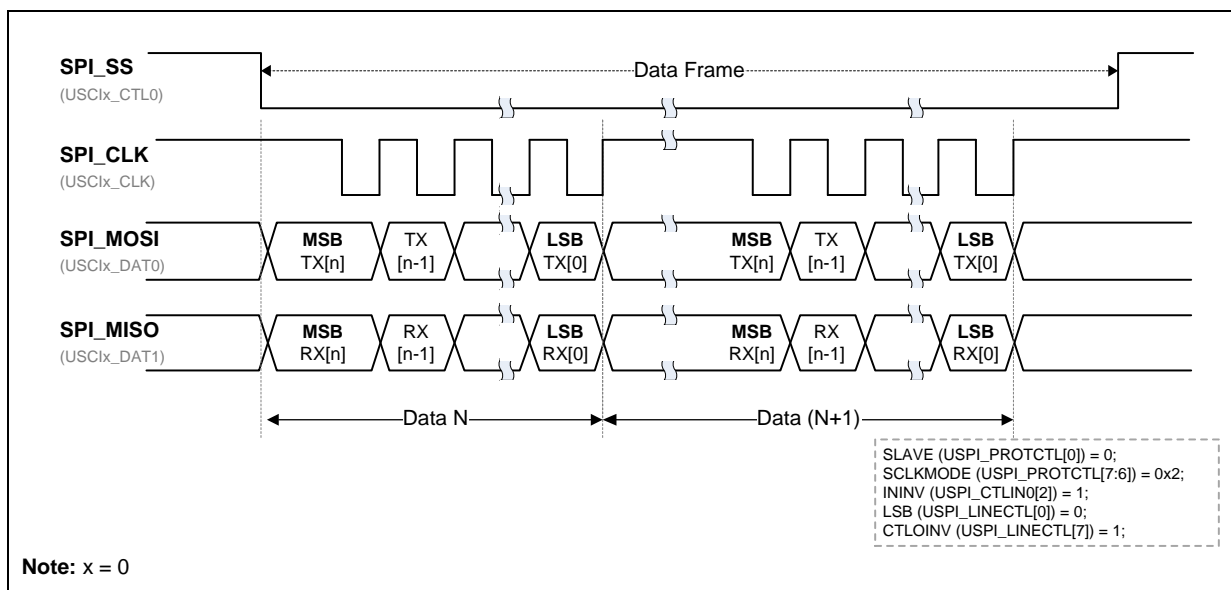 SPI_SS
(USCIx_CTL0)
Data Frame
SPI_CLK
(USCIx_CLK)
SPI_MOSI
(USCIx_DAT0)
MSB
TX[n]
TX
[n-1]
LSB
TX[0]
MSB
TX[n]
TX
[n-1]
LSB
TX[0]
SPI_MISO
(USCIx_DAT1)
MSB
RX[n]
RX
[n-1]
LSB
RX[0]
MSB
RX[n]
RX
[n-1]
LSB
RX[0]
Data N
Data (N+1)
SLAVE (USPI_PROTCTL[0]) = 0;
SCLKMODE (USPI_PROTCTL[7:6]) = 0x2;
ININV (USPI_CTLIN0[2]) = 1;
LSB (USPI_LINECTL[0]) = 0;
CTLOINV (USPI_LINECTL[7]) = 1;
Note: x = 0